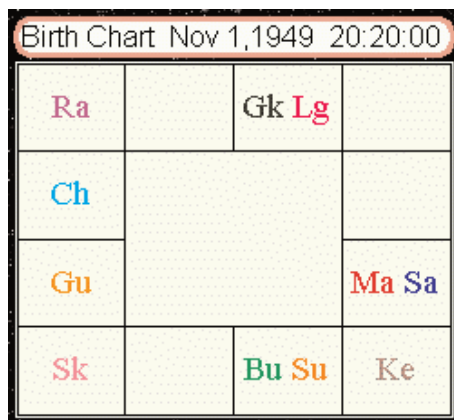 Birth Chart Nov 1,1949 20:20:00
Ra Gk Lg
Ch
Gu Ma Sa
Sk Bu Su Ke